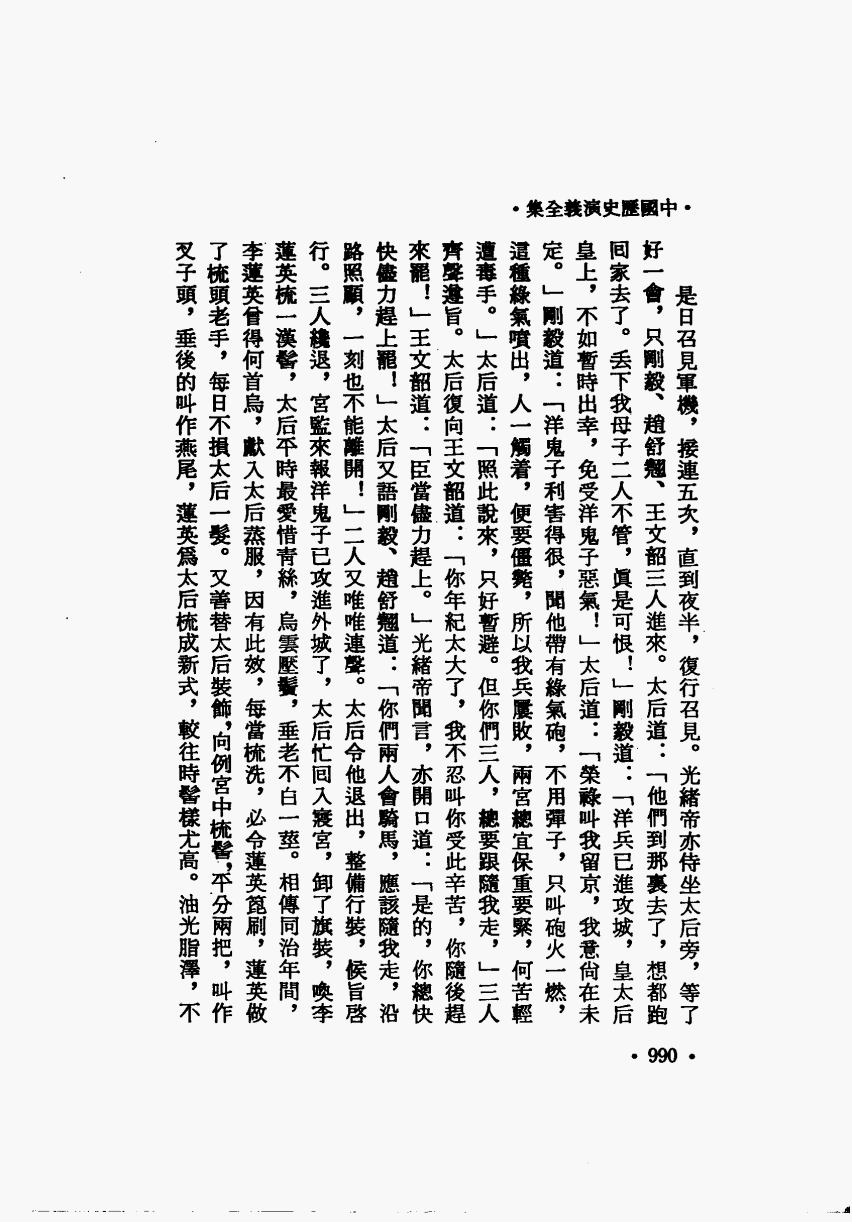 •中國歷史演義全集•
是日召見軍機，接連五次，直到夜半，復行召見。光緒帝亦侍坐太后旁，等了
好一會，只剛毅、趙舒翹、王文韶三人進來。太后道：「他們到那裏去了，想都跑
回家去了。丢下我母子二人不管，眞是可恨！」剛毅道：「洋兵已進攻城，皇太后
皇上，不如暫時出幸，免受洋鬼子惡氣！」太后道：「榮祿叫我留京，我意尙在未
定。」剛毅道：「洋鬼子利害得很，聞他帶有綠氣砲，不用彈子，只叫砲火一燃，
這種綠氣噴出，人一觸着，便要僵斃，所以我兵屢敗，兩宮總宜保重要緊，何苦輕
遭毒手。」太后道：「照此說來，只好暫避。但你們三人，總要跟隨我走，」三人
齊聲遵旨。太后復向王文韶道：「你年紀太大了，我不忍叫你受此辛苦，你隨後趕
來罷！」王文韶道：「臣當儘力趕上。」光緒帝聞言，亦開口道：「是的，你總快
快儘力趕上罷！」太后又語剛毅、趙舒翹道：「你們兩人會騎馬，應該隨我走，沿
路照顧，一刻也不能離開！」二人又唯唯連聲。太后令他退出，整備行裝，候旨啓
行。三人纔退，宮監來報洋鬼子已攻進外城了，太后忙回入寢宮，卸了旗裝，喚李
蓮英梳一漢髻，太后平時最愛惜靑絲，烏雲壓鬢，垂老不白一莖。相傳同治年間，
李蓮英曾得何首烏，獻入太后蒸服，因有此效，每當梳洗，必令蓮英篦刷，蓮英做
了梳頭老手，每日不損太后一髮。又善替太后裝飾，向例宮中梳髻，平分兩把，叫作
叉子頭，垂後的叫作燕尾，蓮英爲太后梳成新式，較往時髻樣尤高。油光脂澤，不
•990•